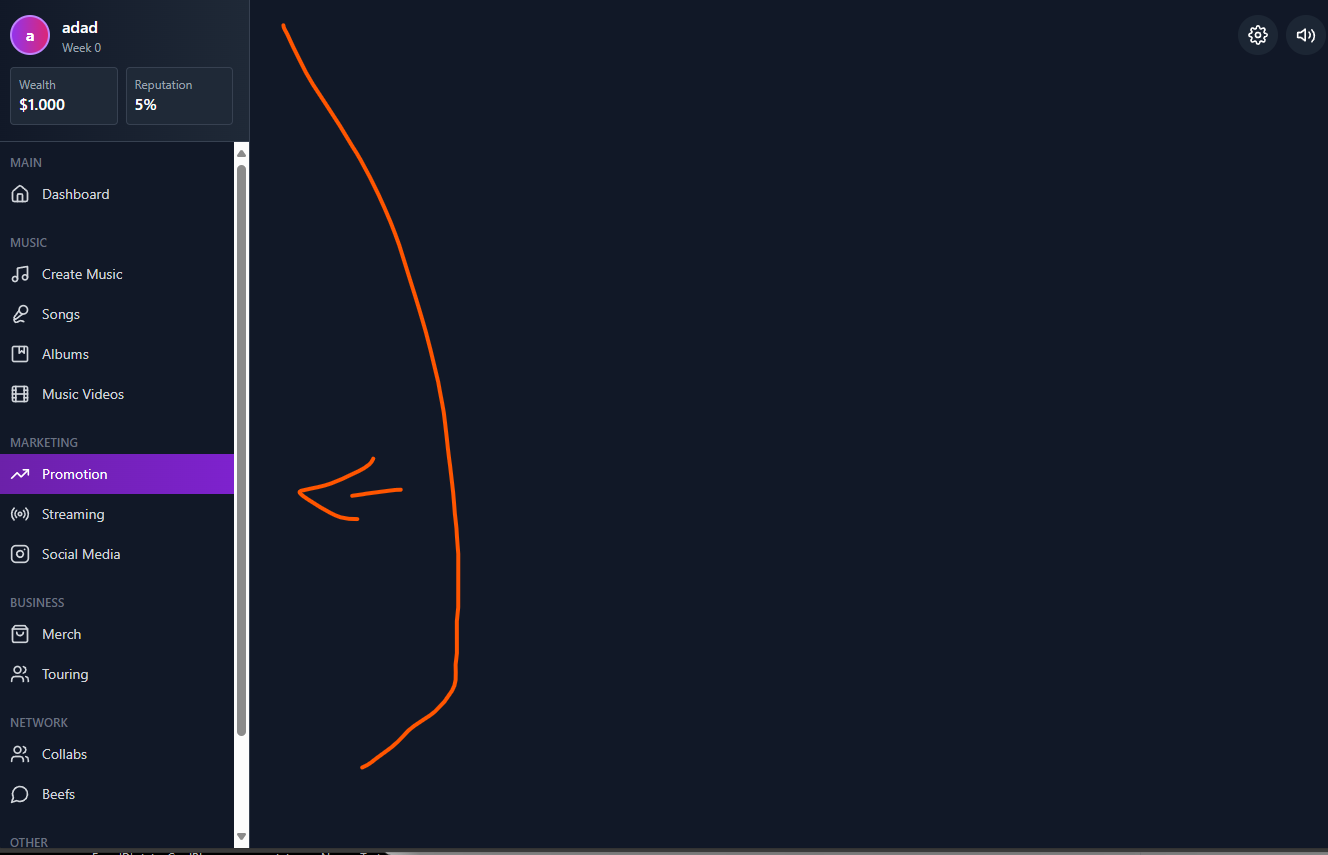 a
adad
Week 0
Wealth
$1.000
Reputation
5%
MAIN
Dashboard
MUSIC
Create Music
Songs
Albums
Music Videos
MARKETING
Promotion
Streaming
Social Media
BUSINESS
Merch
Touring
NETWORK
Collabs
Beefs
OTHER